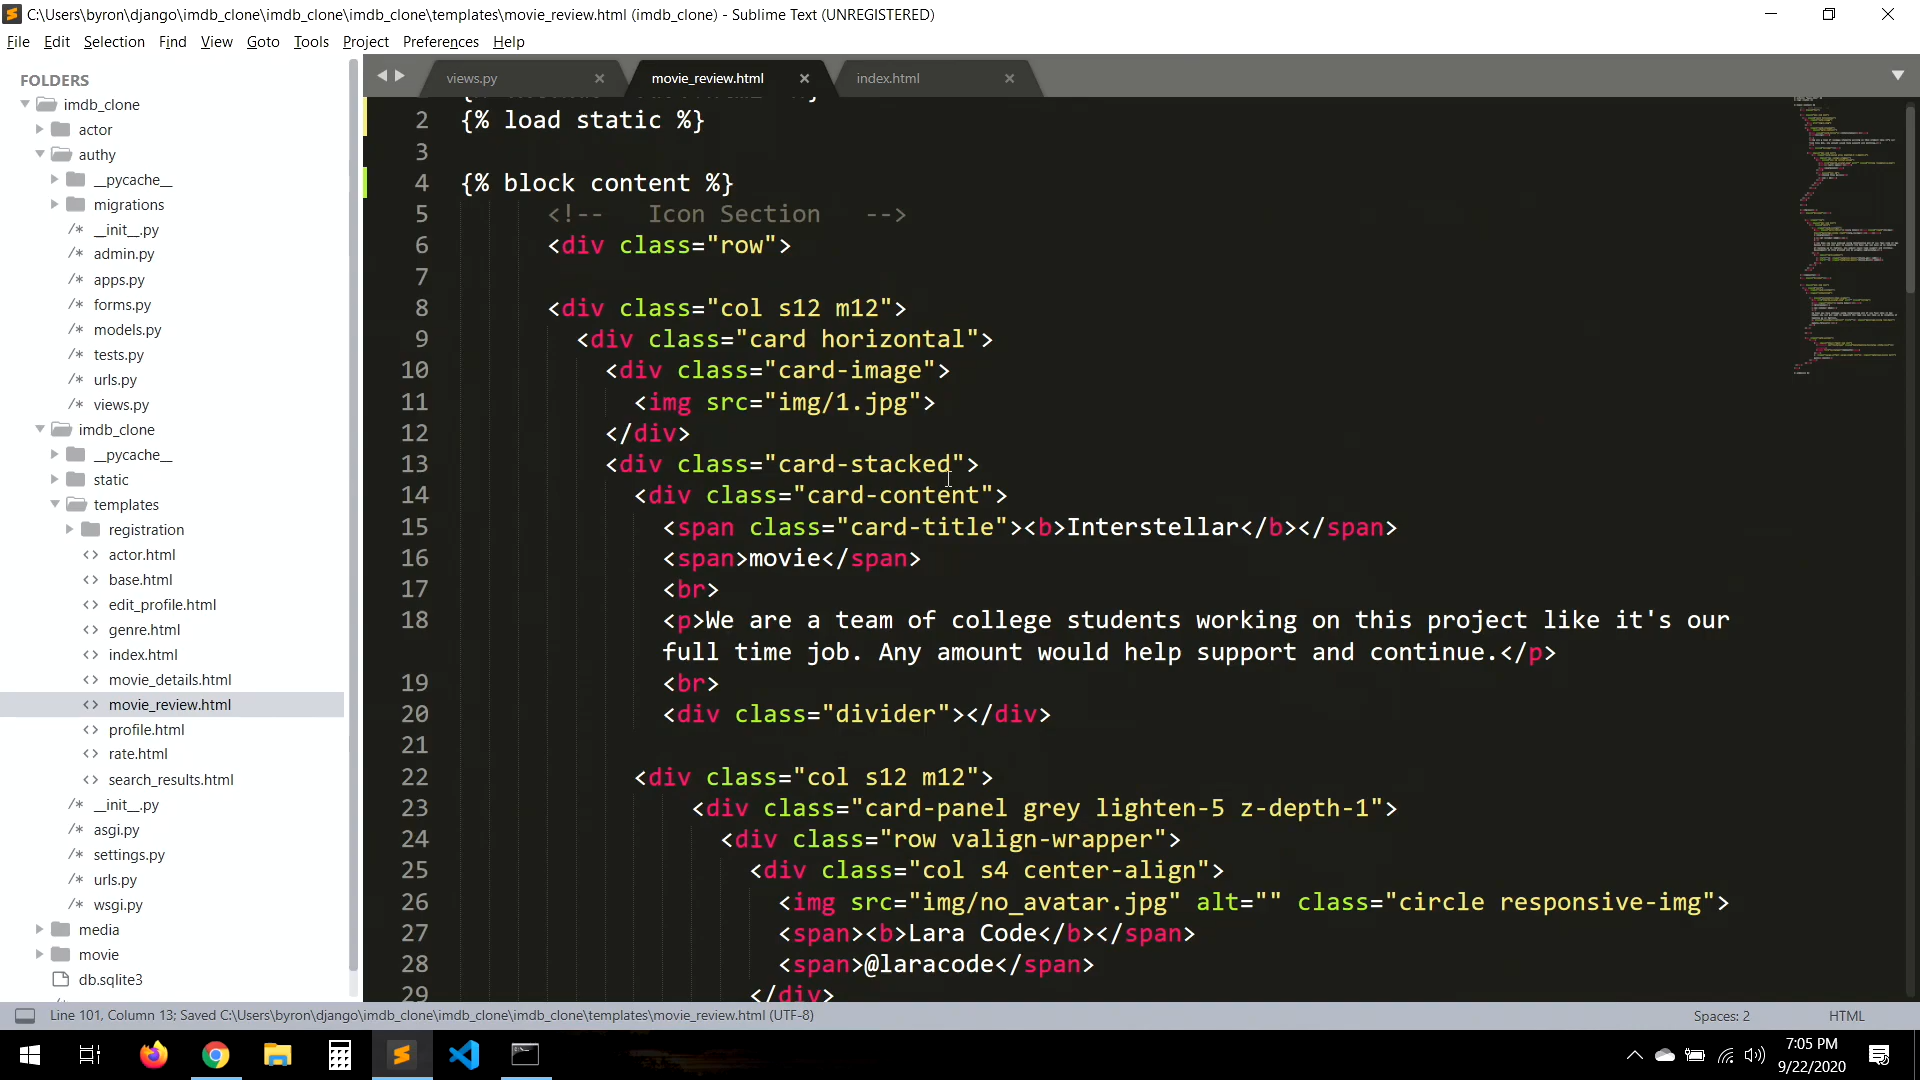 C:\Users\byron\django\imdb_clone\imdb_clone\imdb_clone\templates\movie_review.html (imdb_clone) - Sublime Text (UNREGISTERED)
File Edit Selection Find View Goto Tools Project Preferences Help
FOLDERS
imdb_clone
actor
authy
__pycache__
migrations
/* __init__.py
/* admin.py
/* apps.py
/* forms.py
/* models.py
/* tests.py
/* urls.py
/* views.py
imdb_clone
__pycache__
static
templates
registration
<> actor.html
<> base.html
<> edit_profile.html
<> genre.html
<> index.html
<> movie_details.html
<> movie_review.html
<> profile.html
<> rate.html
<> search_results.html
/* __init__.py
/* asgi.py
/* settings.py
/* urls.py
/* wsgi.py
media
movie
db.sqlite3
views.py movie_review.html index.html
2 {% load static %}
3
4 {% block content %}
5 <!--   Icon Section   -->
6 <div class="row">
7
8 <div class="col s12 m12">
9 <div class="card horizontal">
10 <div class="card-image">
11 <img src="img/1.jpg">
12 </div>
13 <div class="card-stacked">
14 <div class="card-content">
15 <span class="card-title"><b>Interstellar</b></span>
16 <span>movie</span>
17 <br>
18 <p>We are a team of college students working on this project like it's our
full time job. Any amount would help support and continue.</p>
19 <br>
20 <div class="divider"></div>
21
22 <div class="col s12 m12">
23 <div class="card-panel grey lighten-5 z-depth-1">
24 <div class="row valign-wrapper">
25 <div class="col s4 center-align">
26 <img src="img/no_avatar.jpg" alt="" class="circle responsive-img">
27 <span><b>Lara Code</b></span>
28 <span>@laracode</span>
29 </div>
Line 101, Column 13; Saved C:\Users\byron\django\imdb_clone\imdb_clone\imdb_clone\templates\movie_review.html (UTF-8)
Spaces: 2 HTML
7:05 PM
9/22/2020